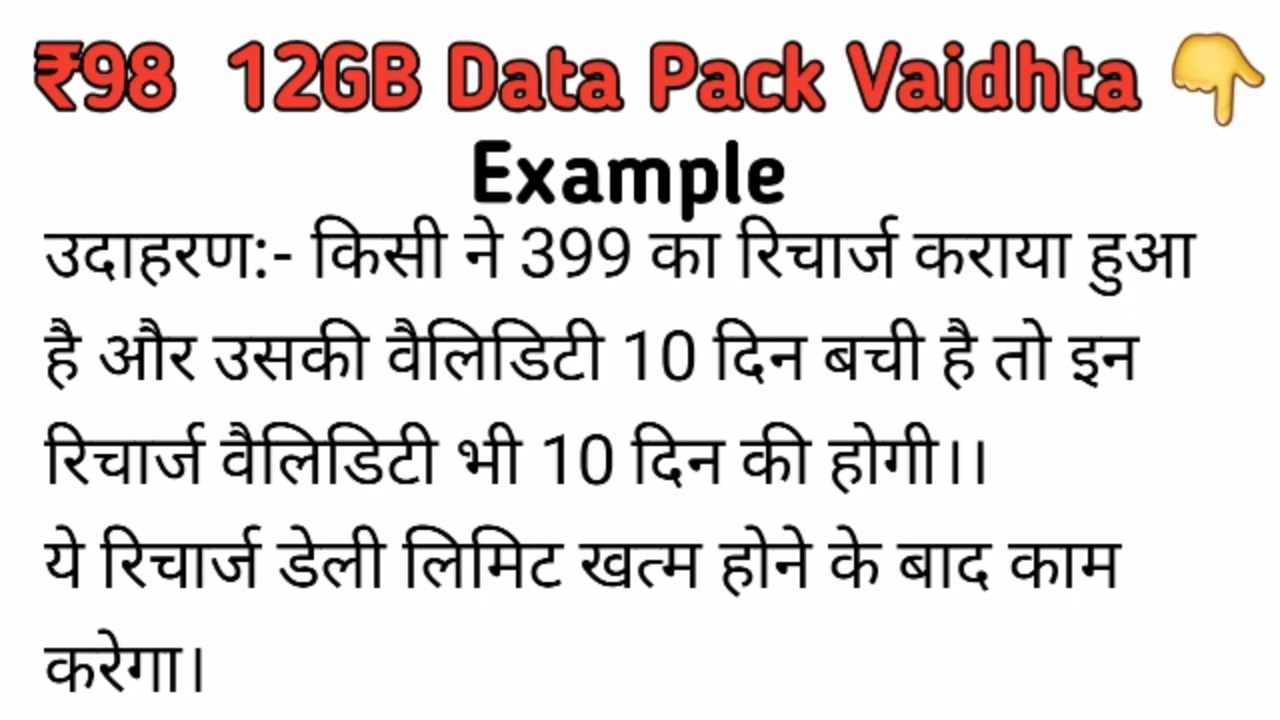 ₹98 12GB Data Pack Vaidhta 👇
Example
उदाहरण:- किसी ने 399 का रिचार्ज कराया हुआ
है और उसकी वैलिडिटी 10 दिन बची है तो इन
रिचार्ज वैलिडिटी भी 10 दिन की होगी।।
ये रिचार्ज डेली लिमिट खत्म होने के बाद काम
करेगा।